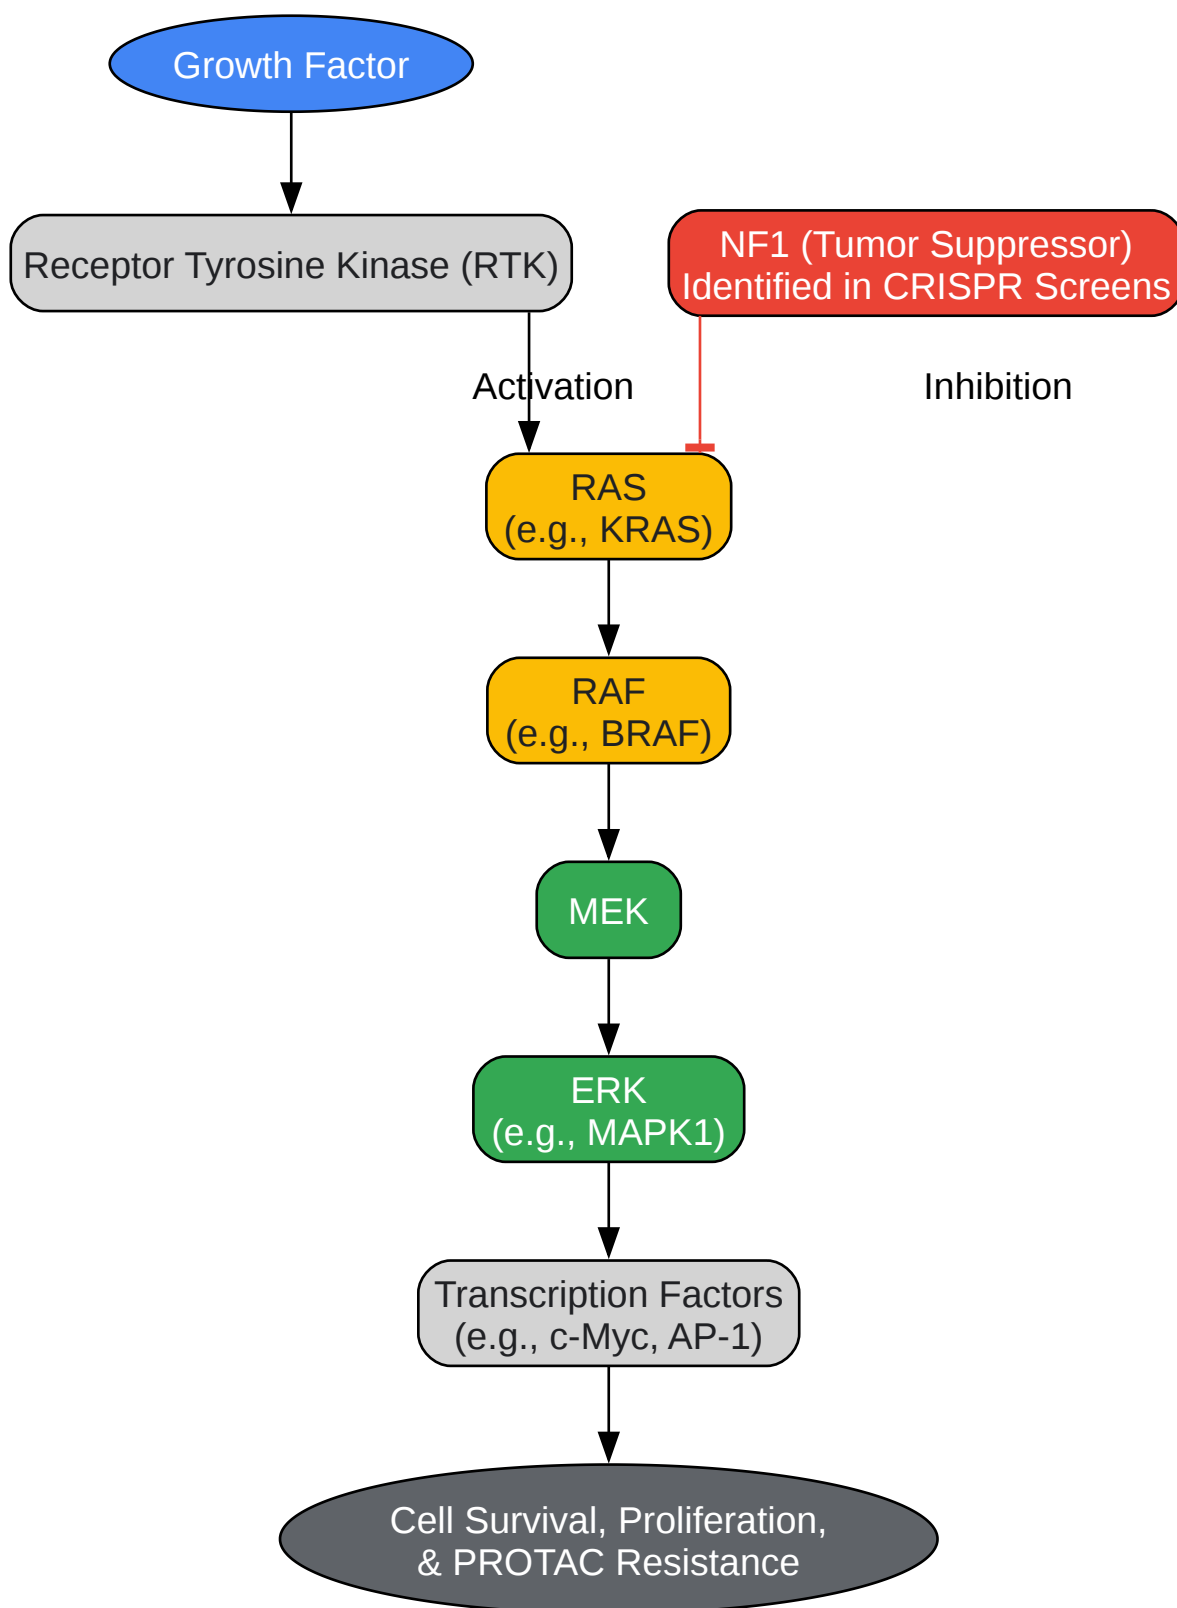 Growth Factor
Receptor Tyrosine Kinase (RTK)
NF1 (Tumor Suppressor)
Identified in CRISPR Screens
Activation
Inhibition
RAS
(e.g., KRAS)
RAF
(e.g., BRAF)
MEK
ERK
(e.g., MAPK1)
Transcription Factors
(e.g., c-Myc, AP-1)
Cell Survival, Proliferation,
& PROTAC Resistance